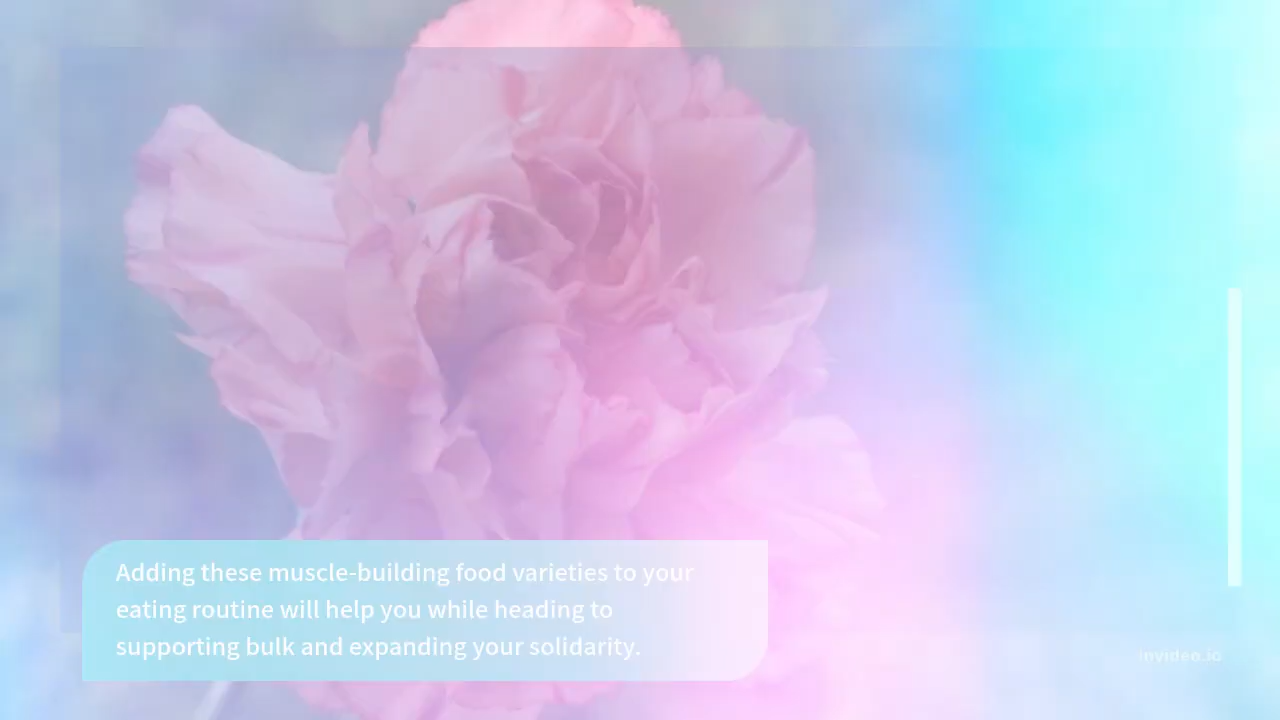 Adding these muscle-building food varieties to your
eating routine will help you while heading to
supporting bulk and expanding your solidarity.
invideo.io